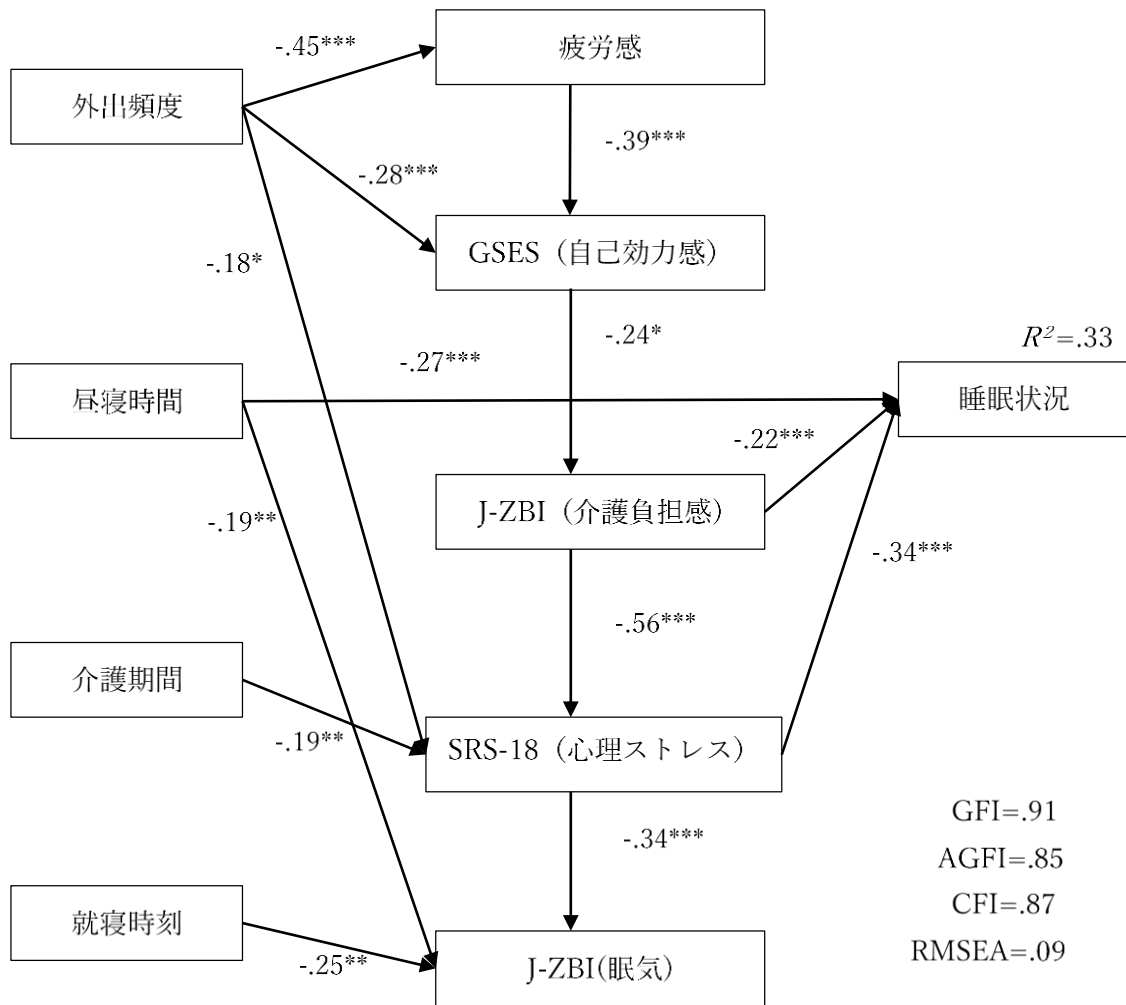 -.45***
疲労感
外出頻度
-.39***
-.28***
GSES（自己効力感）
-.18*
-.24*
R²=.33
-.27***
昼寝時間
睡眠状況
-.22***
J-ZBI（介護負担感）
-.19**
-.34***
-.56***
介護期間
-.19**
SRS-18（心理ストレス）
GFI=.91
-.34***
AGFI=.85
CFI=.87
就寝時刻
RMSEA=.09
-.25**
J-ZBI(眠気）